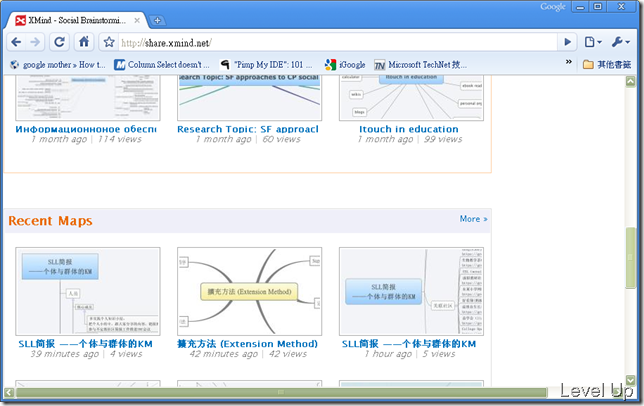 Google
XMind - Social Brainstormi...
http://share.xmind.net/
google mother » How t...
Column Select doesn't ...
"Pimp My IDE": 101 ...
iGoogle
Microsoft TechNet 技...
»
其他書籤
Research Topic: SF approaches to CP social
Itouch in education
Информационноное обеспе
Research Topic: SF approacl
Itouch in education
1 month ago | 114 views
1 month ago | 60 views
1 month ago | 99 views
Recent Maps
More »
SLL简报
——个体与群体的KM
擴充方法 (Extension Method)
SLL简报
——个体与群体的KM
SLL简报 ——个体与群体的KM
擴充方法 (Extension Method)
SLL简报 ——个体与群体的KM
39 minutes ago | 4 views
42 minutes ago | 42 views
1 hour ago | 5 views
Level Up